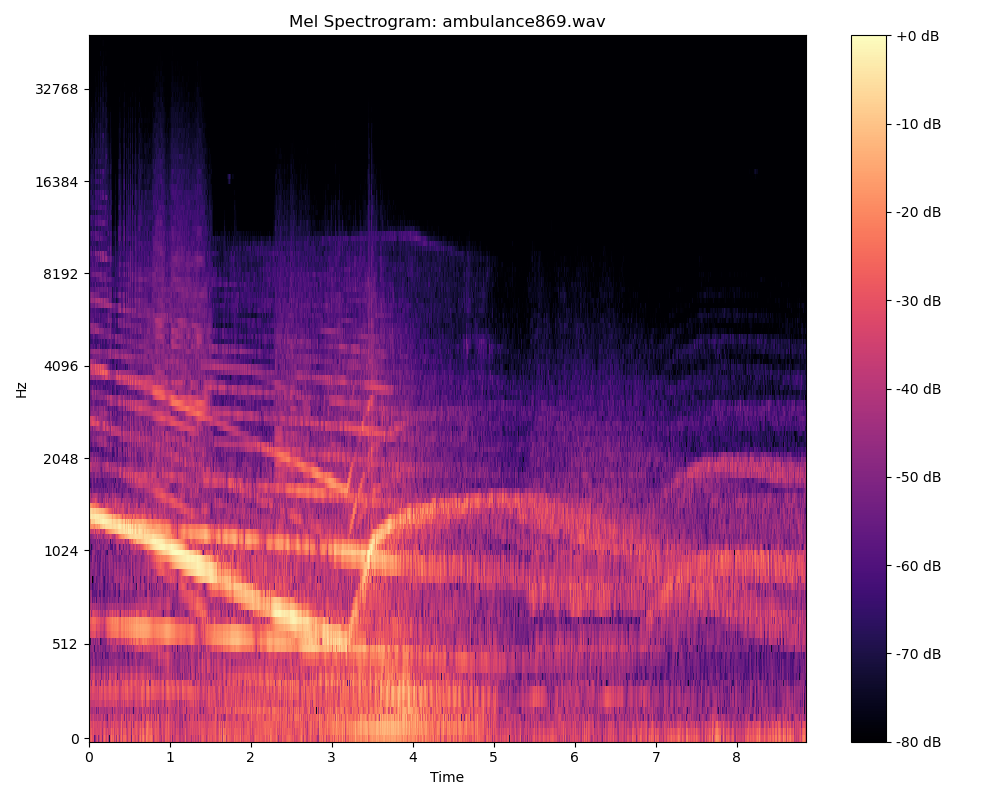 Mel Spectrogram: ambulance869.wav
Hz
32768
16384
8192
4096
2048
1024
512
0
0 1 2 3 4 5 6 7 8
Time
+0 dB
-10 dB
-20 dB
-30 dB
-40 dB
-50 dB
-60 dB
-70 dB
-80 dB